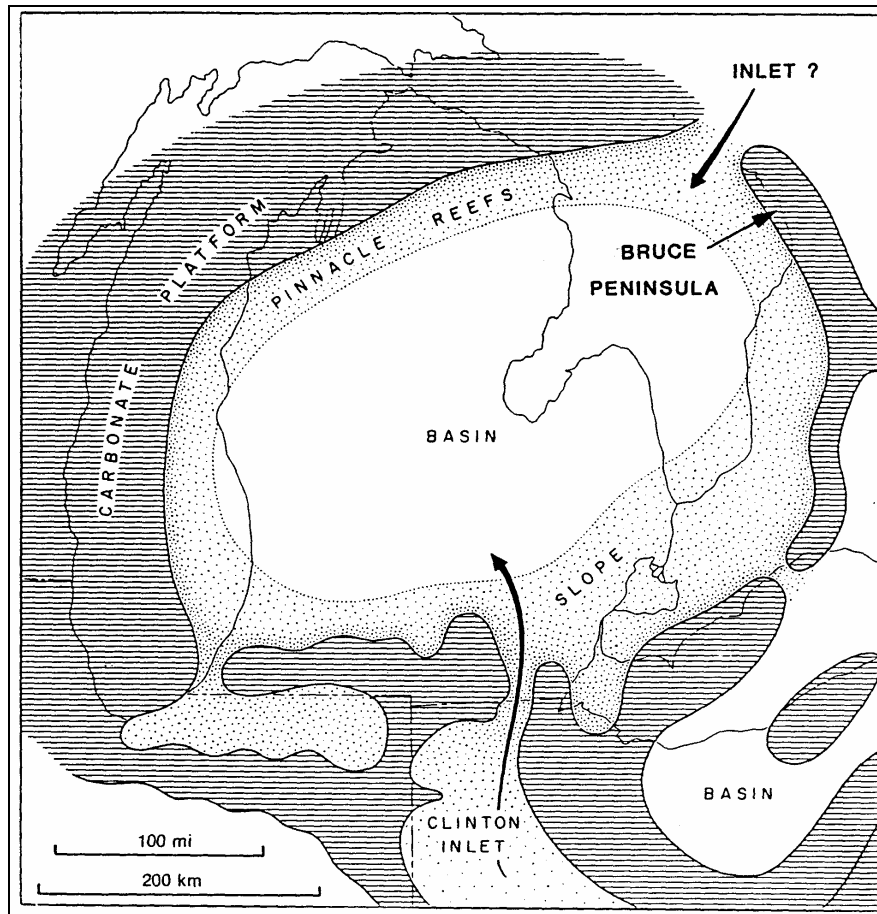 INLET ?
PINNACLE REEFS
CARBONATE PLATFORM
BRUCE
PENINSULA
BASIN
SLOPE
BASIN
CLINTON
INLET
100 mi
200 km